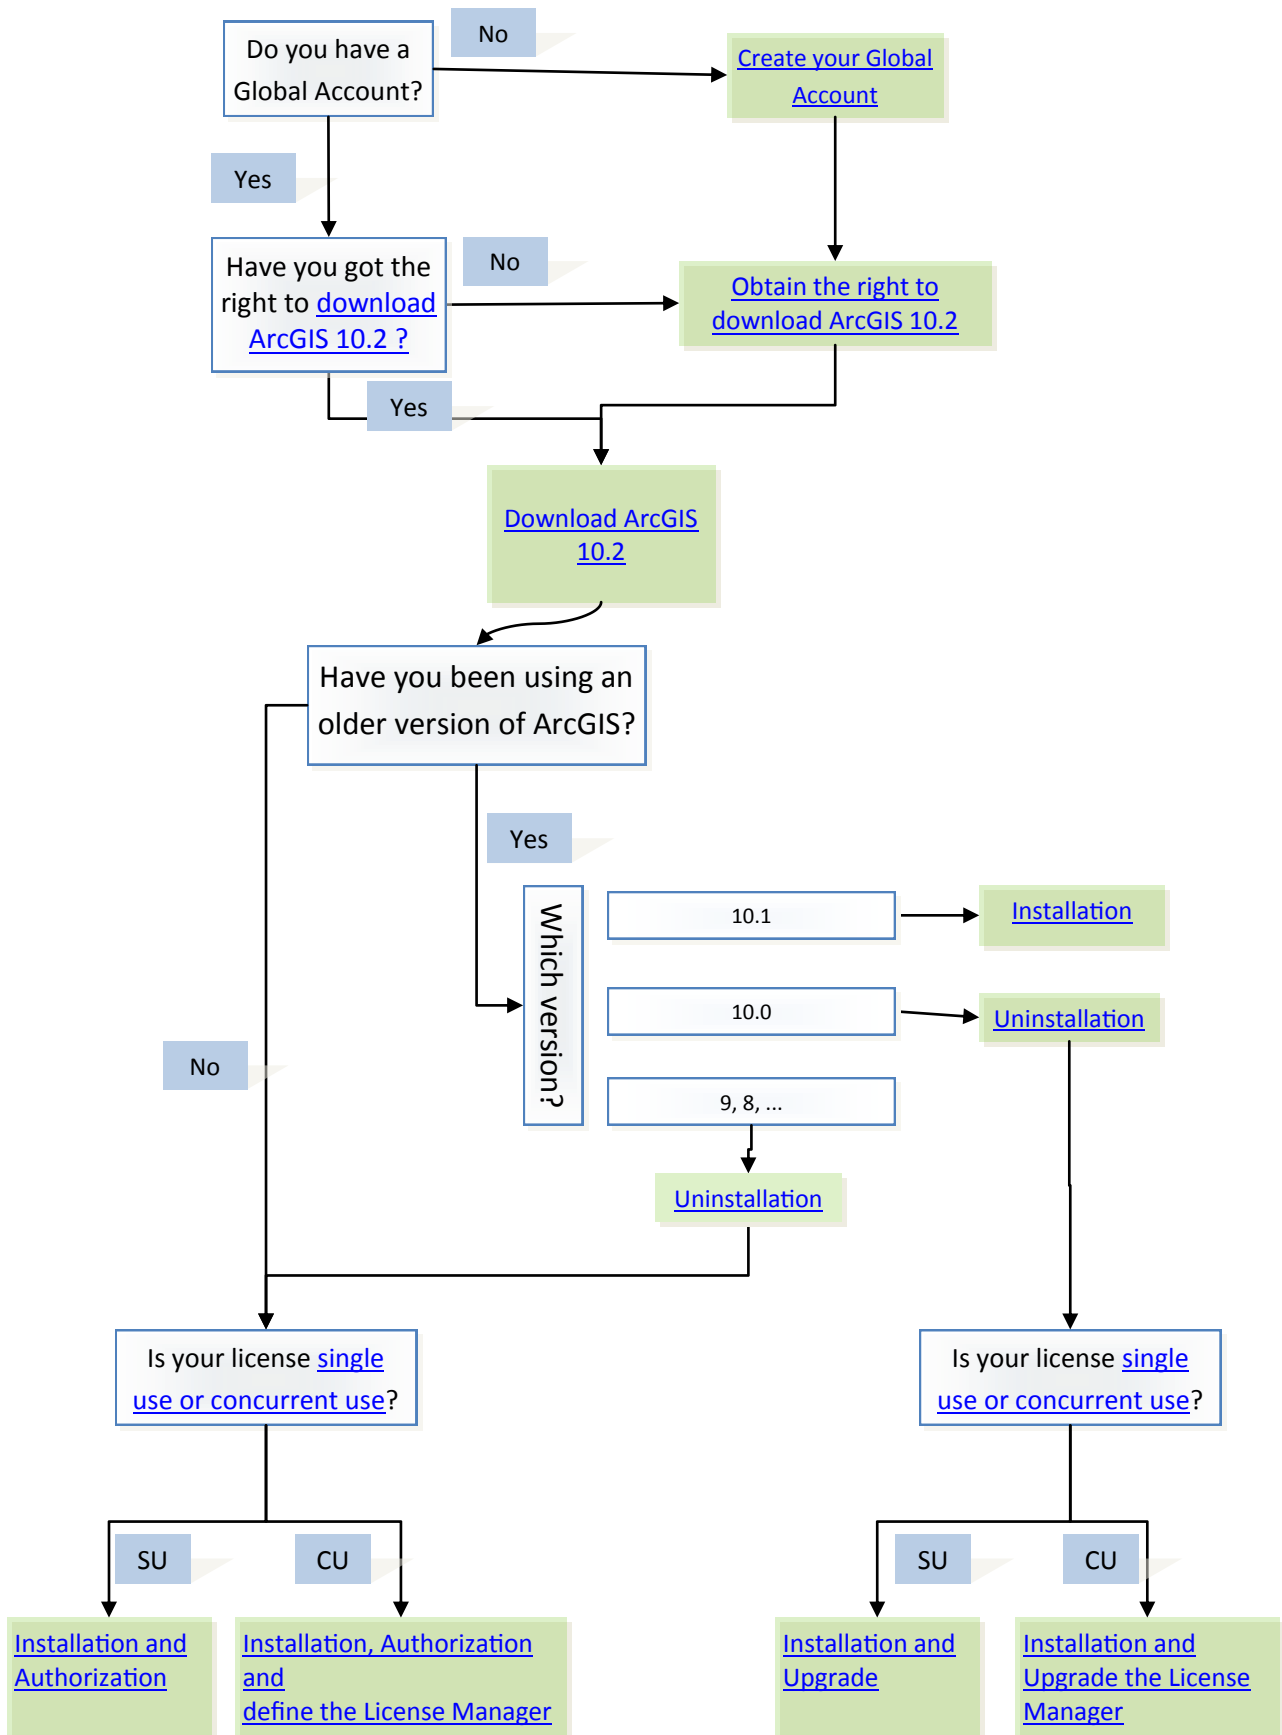 Do you have a
Global Account?
No
Create your Global
Account
Yes
Have you got the
right to download
ArcGIS 10.2 ?
No
Obtain the right to
download ArcGIS 10.2
Yes
Download ArcGIS
10.2
Have you been using an
older version of ArcGIS?
Yes
Which version?
10.1
Installation
10.0
Uninstallation
No
9, 8, ...
Uninstallation
Is your license single
use or concurrent use?
Is your license single
use or concurrent use?
SU
CU
SU
CU
Installation and
Authorization
Installation, Authorization
and
define the License Manager
Installation and
Upgrade
Installation and
Upgrade the License
Manager